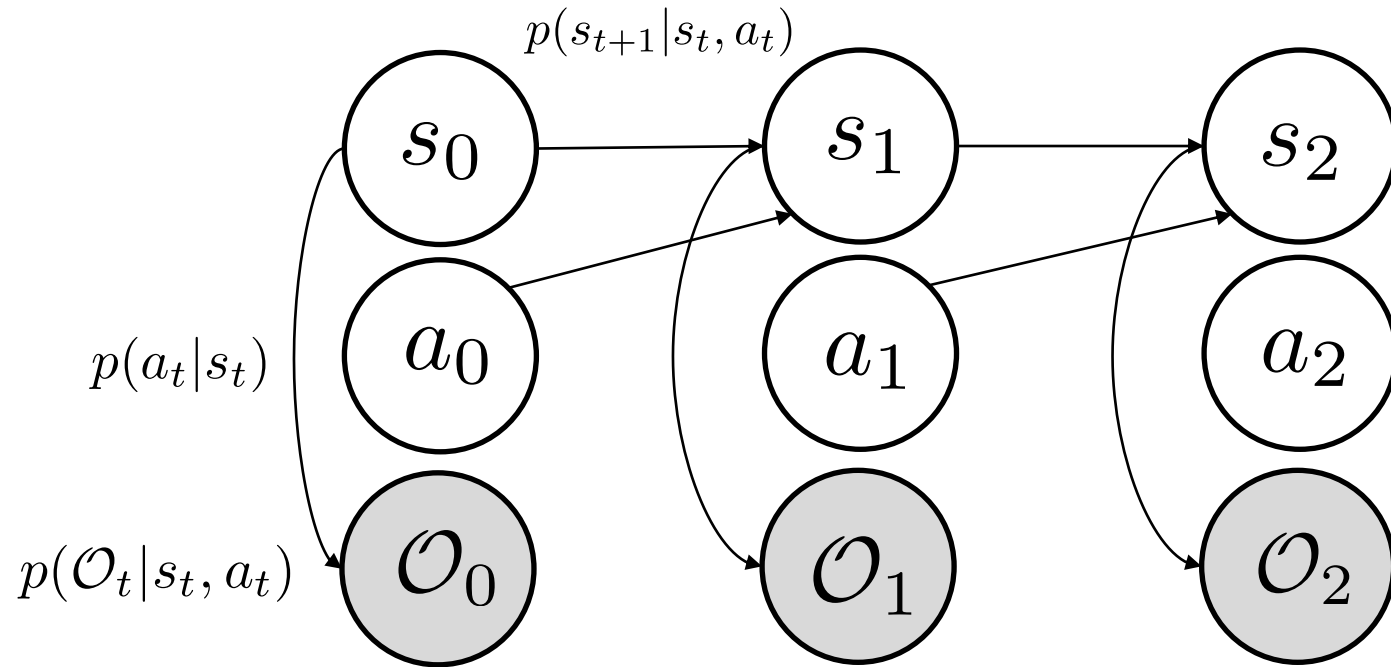 p(s_{t+1}|s_t, a_t)
s_0 s_1 s_2
a_0 a_1 a_2
p(a_t|s_t)
𝒪_0 𝒪_1 𝒪_2
p(𝒪_t|s_t, a_t)